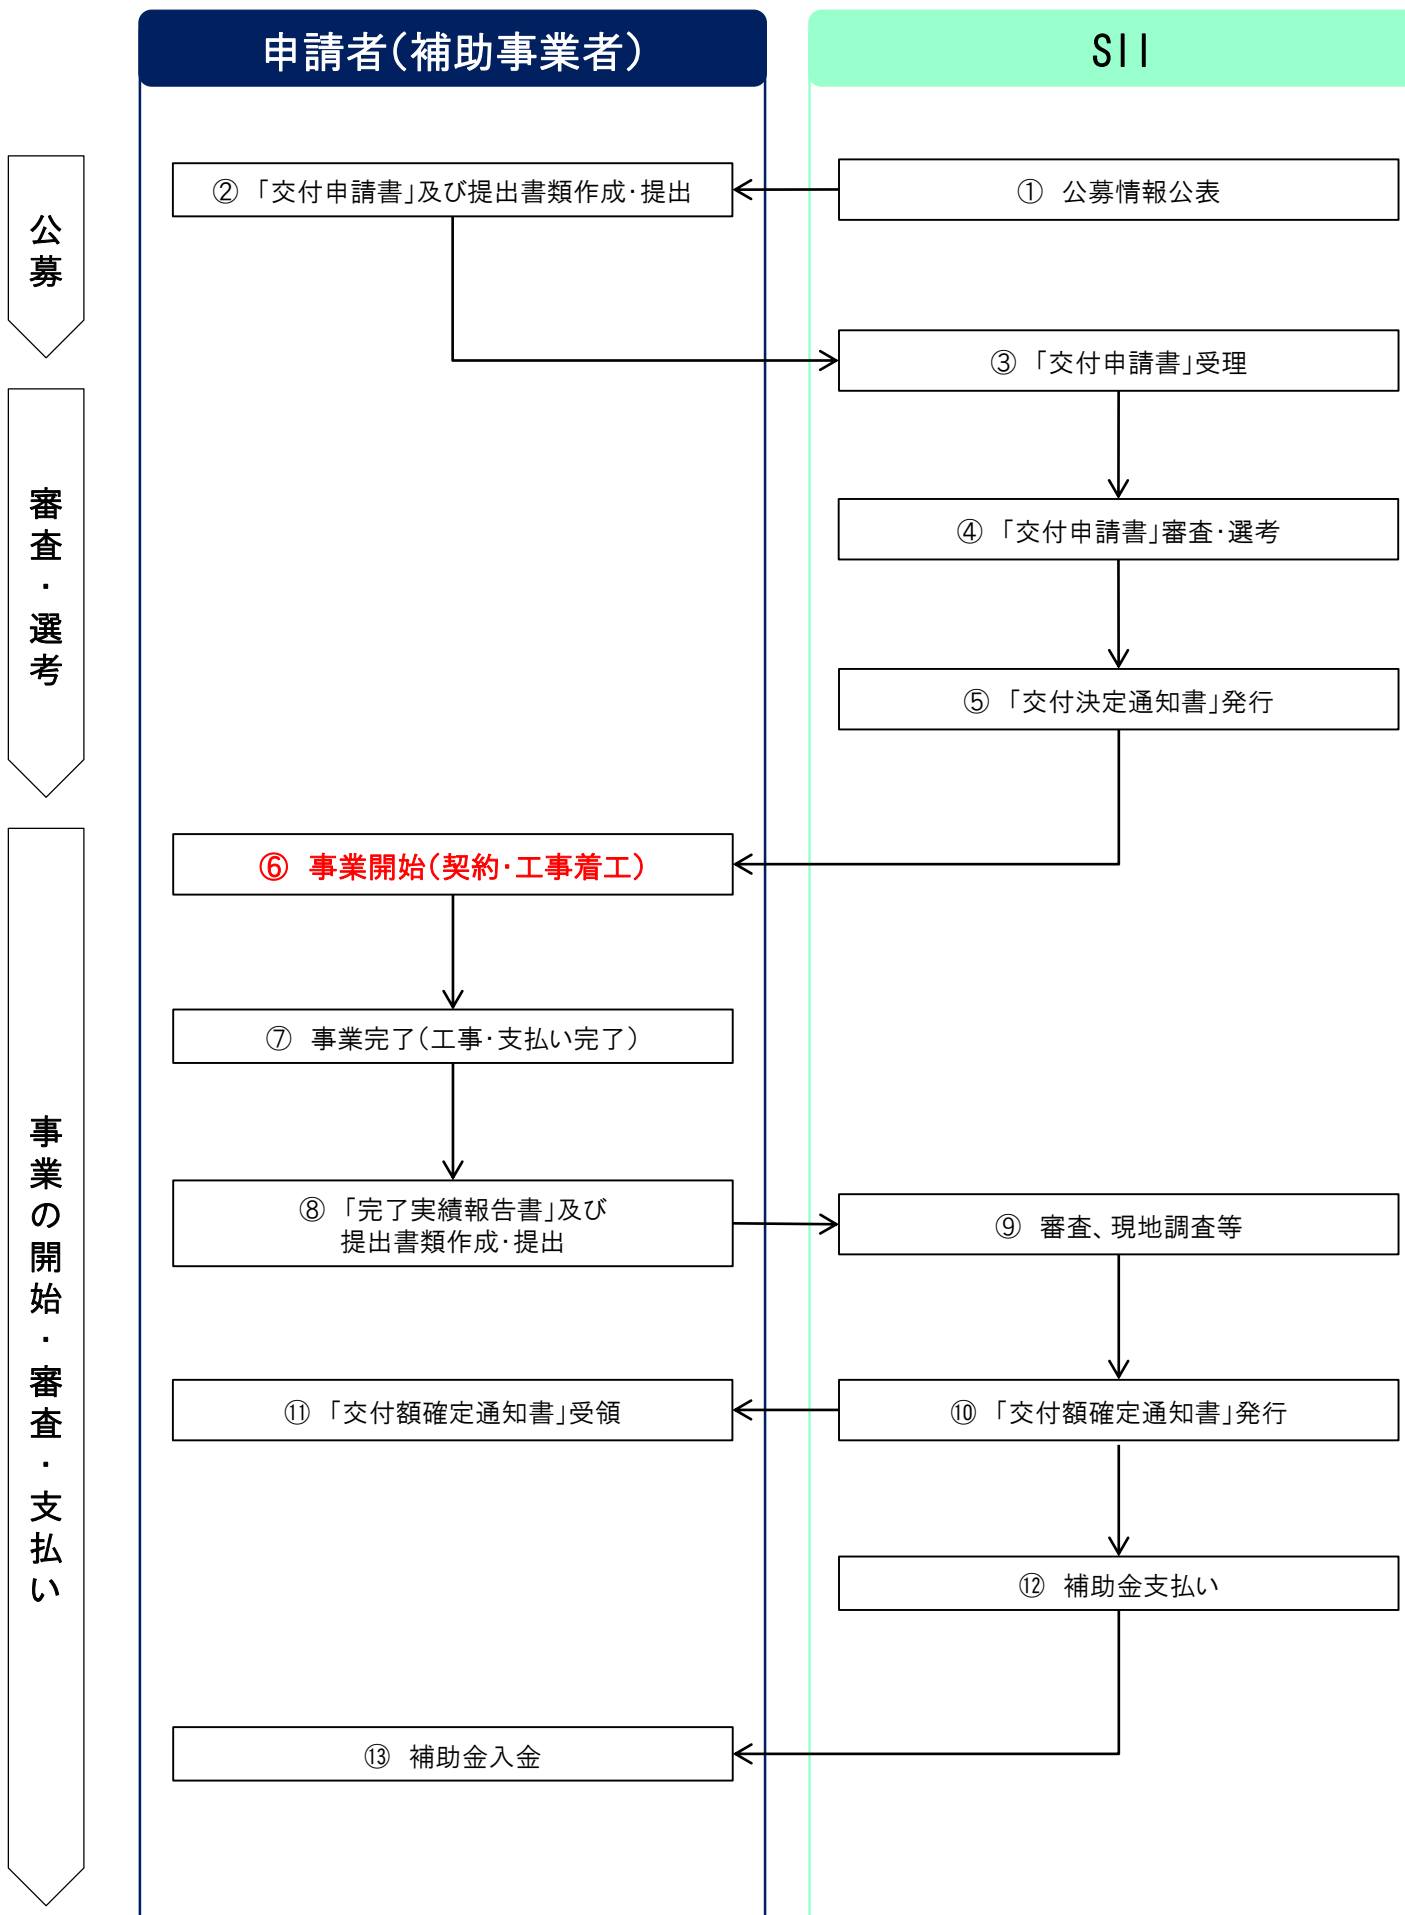 申請者(補助事業者)
SII
公募
② 「交付申請書」及び提出書類作成・提出
① 公募情報公表
③ 「交付申請書」受理
審査・選考
④ 「交付申請書」審査・選考
⑤ 「交付決定通知書」発行
事業の開始・審査・支払い
⑥ 事業開始(契約・工事着工)
⑦ 事業完了(工事・支払い完了)
⑧ 「完了実績報告書」及び
提出書類作成・提出
⑨ 審査、現地調査等
⑪ 「交付額確定通知書」受領
⑩ 「交付額確定通知書」発行
⑫ 補助金支払い
⑬ 補助金入金